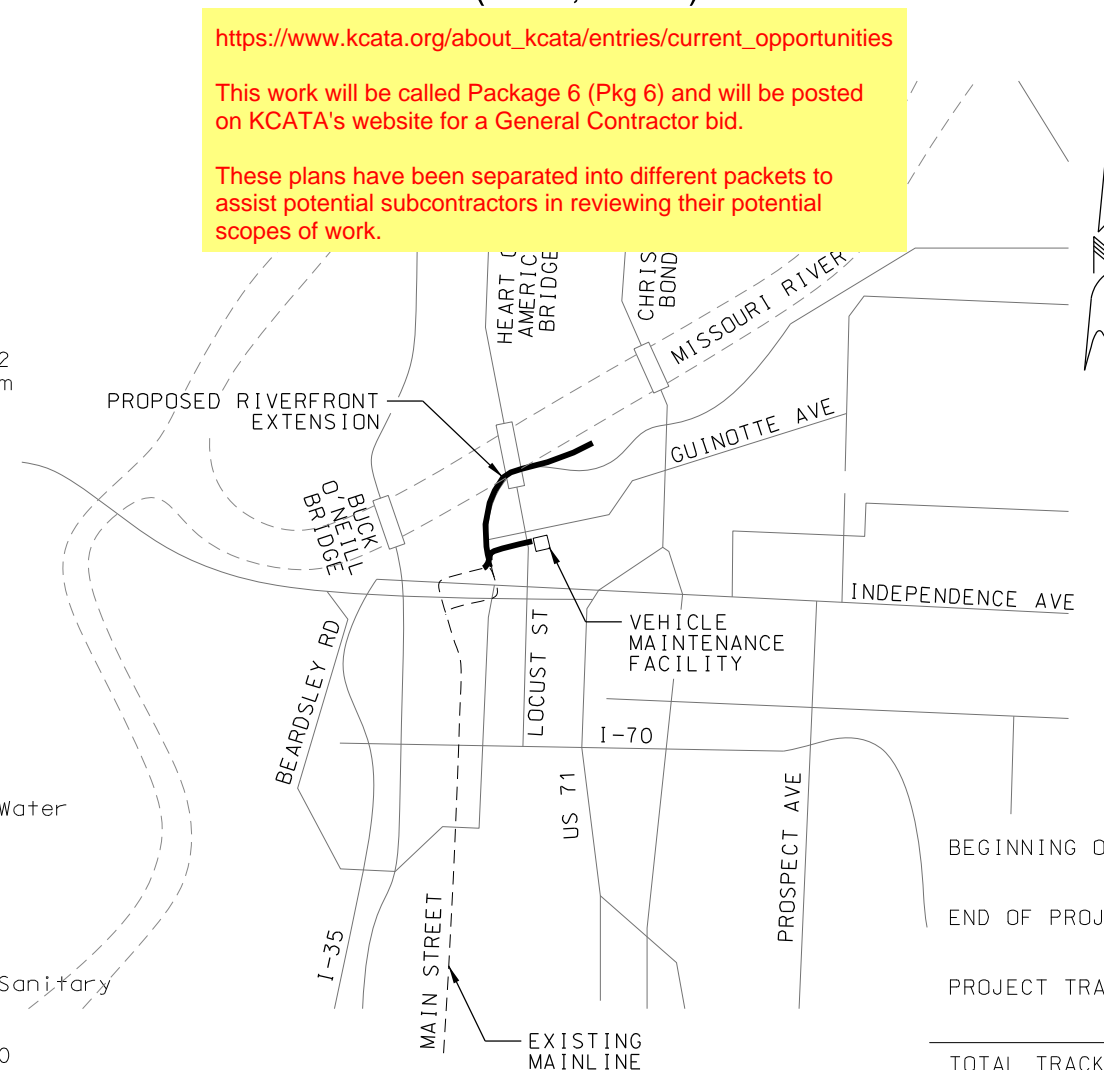 https://www.kcata.org/about_kcata/entries/current_opportunities
This work will be called Package 6 (Pkg 6) and will be posted
on KCATA's website for a General Contractor bid.
These plans have been separated into different packets to
assist potential subcontractors in reviewing their potential
scopes of work.
HEART
AMERIC
BRIDGE
CHRIS
BOND
MISSOURI RIVER
2
m
PROPOSED RIVERFRONT
EXTENSION
GUINOTTE AVE
BUCK
O'NEILL
BRIDGE
INDEPENDENCE AVE
VEHICLE
MAINTENANCE
FACILITY
BEARDSLEY RD
LOCUST ST
I-70
US 71
PROSPECT AVE
Water
BEGINNING O
END OF PROJ
I-35
MAIN STREET
Sanitary
PROJECT TRA
EXISTING
MAINLINE
0
TOTAL TRACK